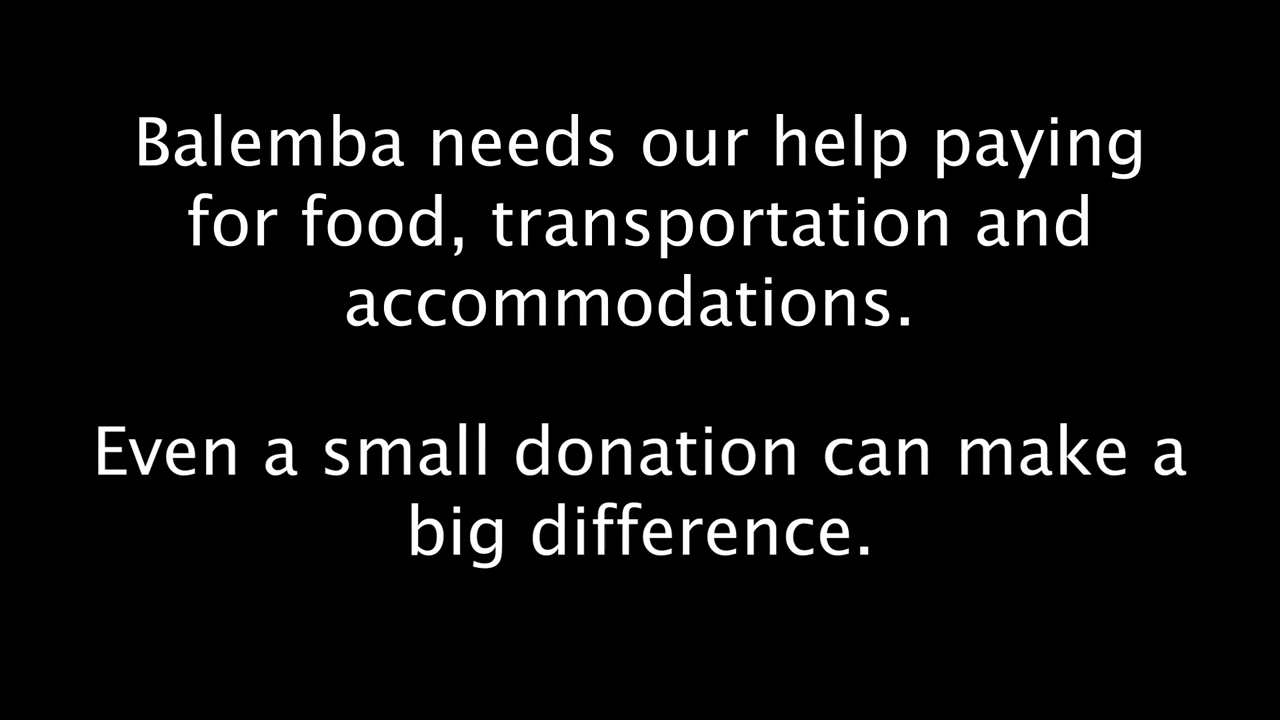 Balemba needs our help paying
for food, transportation and
accommodations.
Even a small donation can make a
big difference.